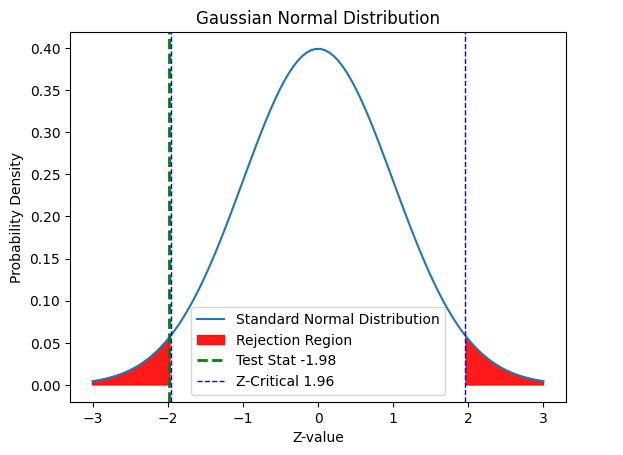 Gaussian Normal Distribution
Probability Density
0.40
0.35
0.30
0.25
0.20
0.15
0.10
0.05
0.00
Standard Normal Distribution
Rejection Region
Test Stat -1.98
Z-Critical 1.96
−3 −2 −1 0 1 2 3
Z-value